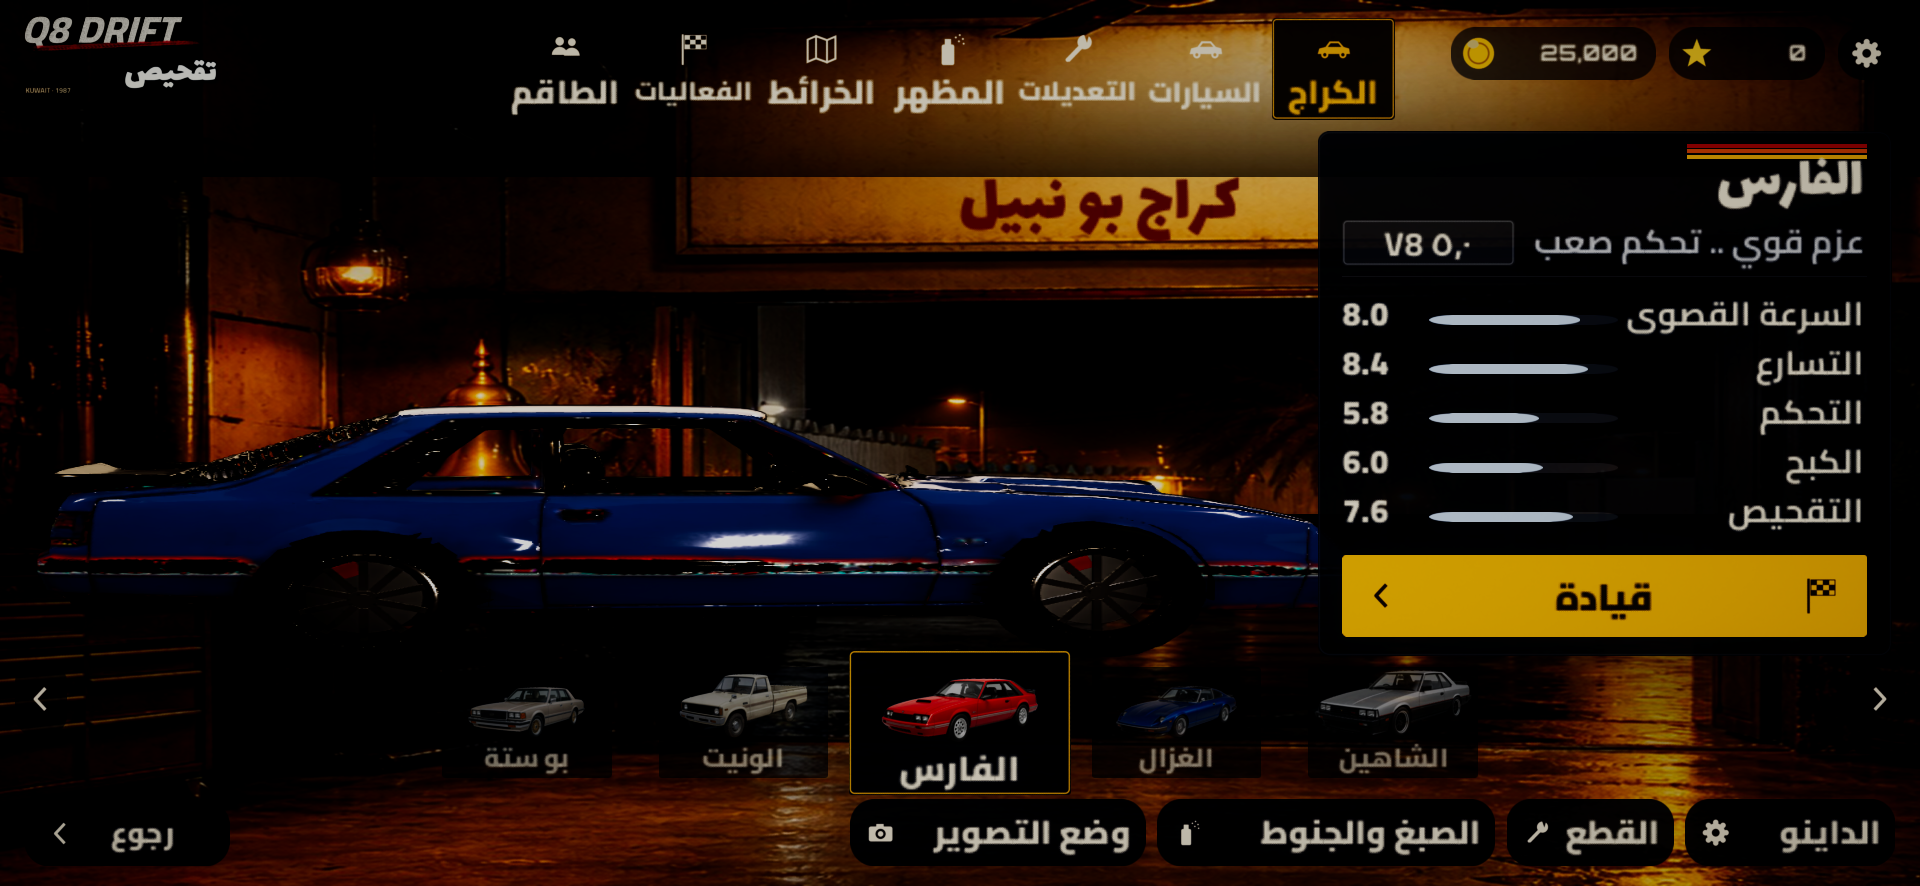 Q8 DRIFT
تقحيص
KUWAIT · 1987
الكراج
السيارات
التعديلات
المظهر
الخرائط
الفعاليات
الطاقم
25,000
0
كراج بو نبيل
الفارس
عزم قوي .. تحكم صعب
V8 ٥,٠
السرعة القصوى 8.0
التسارع 8.4
التحكم 5.8
الكبح 6.0
التقحيص 7.6
قيادة
الشاهين
الغزال
الفارس
الونيت
بو ستة
الداينو
القطع
الصبغ والجنوط
وضع التصوير
رجوع